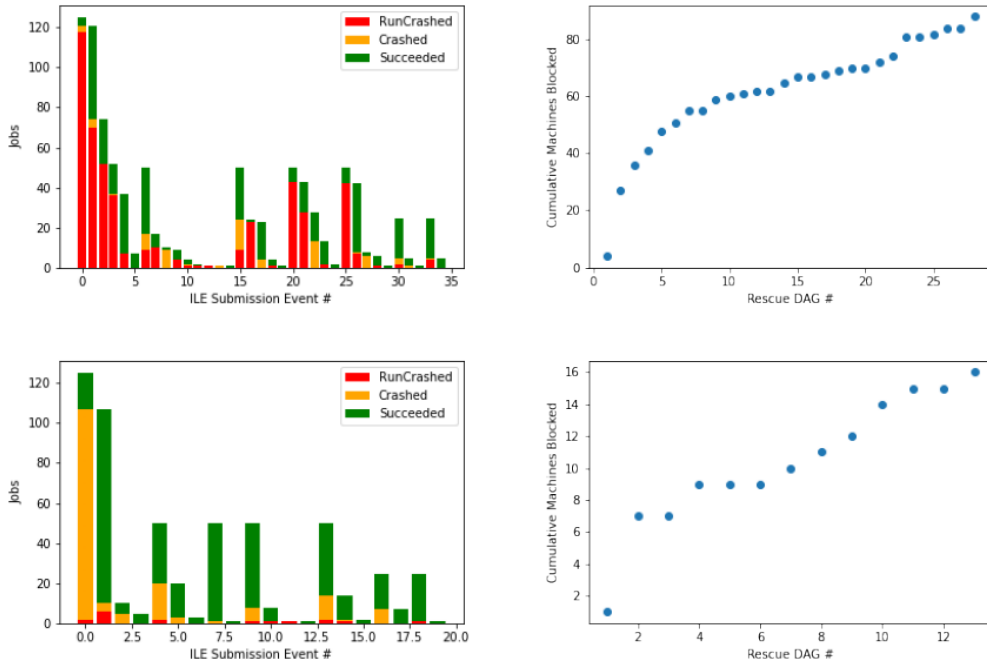 120
100
80
60
40
20
0
Jobs
0 5 10 15 20 25 30 35
ILE Submission Event #
RunCrashed
Crashed
Succeeded
80
60
40
20
0
Cumulative Machines Blocked
0 5 10 15 20 25
Rescue DAG #
120
100
80
60
40
20
0
Jobs
0.0 2.5 5.0 7.5 10.0 12.5 15.0 17.5 20.0
ILE Submission Event #
RunCrashed
Crashed
Succeeded
16
14
12
10
8
6
4
2
Cumulative Machines Blocked
2 4 6 8 10 12
Rescue DAG #